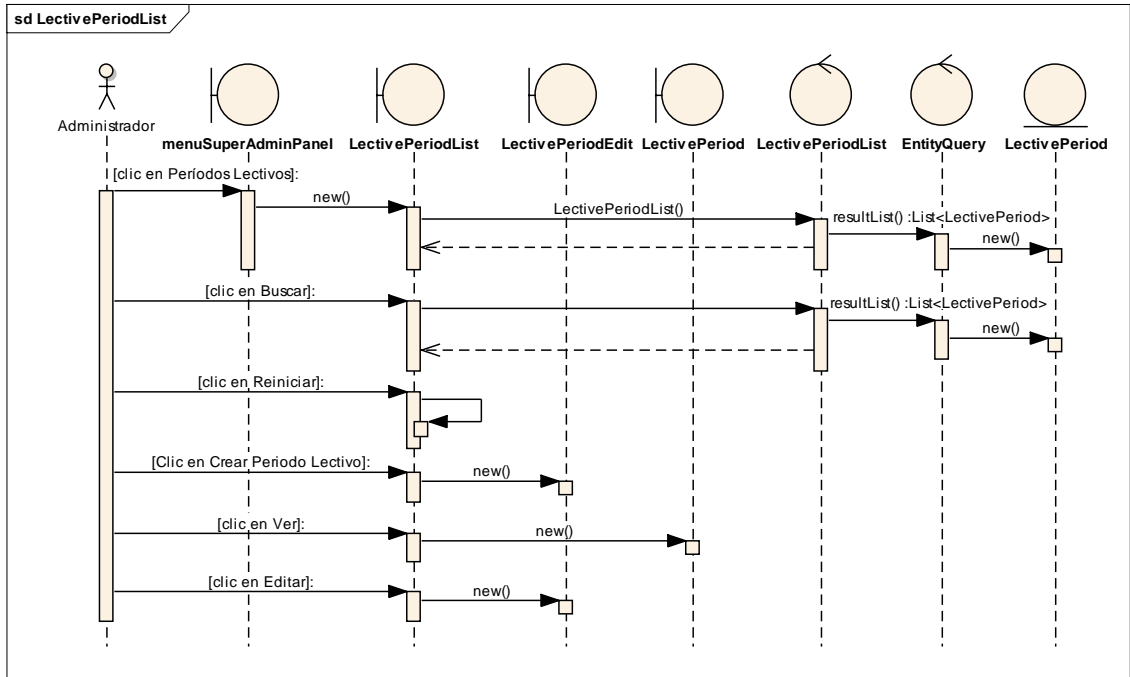 sd LectivePeriodList
Administrador
menuSuperAdminPanel
LectivePeriodList
LectivePeriodEdit
LectivePeriod
LectivePeriodList
EntityQuery
LectivePeriod
[clic en Períodos Lectivos]:
new()
LectivePeriodList()
resultList() :List<LectivePeriod>
new()
[clic en Buscar]:
resultList() :List<LectivePeriod>
new()
[clic en Reiniciar]:
[Clic en Crear Periodo Lectivo]:
new()
[clic en Ver]:
new()
[clic en Editar]:
new()